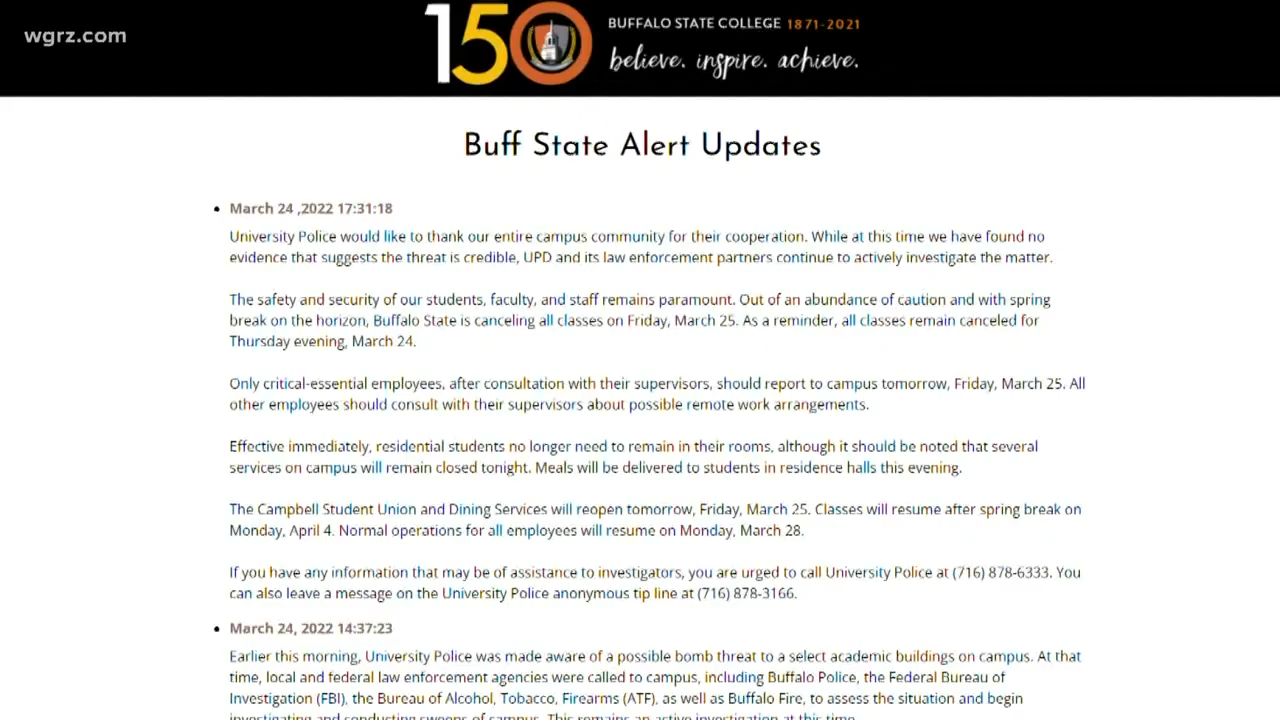 wgrz.com
150
BUFFALO STATE COLLEGE 1871-2021
believe. inspire. achieve.
Buff State Alert Updates
• March 24 ,2022 17:31:18
University Police would like to thank our entire campus community for their cooperation. While at this time we have found no
evidence that suggests the threat is credible, UPD and its law enforcement partners continue to actively investigate the matter.
The safety and security of our students, faculty, and staff remains paramount. Out of an abundance of caution and with spring
break on the horizon, Buffalo State is canceling all classes on Friday, March 25. As a reminder, all classes remain canceled for
Thursday evening, March 24.
Only critical-essential employees, after consultation with their supervisors, should report to campus tomorrow, Friday, March 25. All
other employees should consult with their supervisors about possible remote work arrangements.
Effective immediately, residential students no longer need to remain in their rooms, although it should be noted that several
services on campus will remain closed tonight. Meals will be delivered to students in residence halls this evening.
The Campbell Student Union and Dining Services will reopen tomorrow, Friday, March 25. Classes will resume after spring break on
Monday, April 4. Normal operations for all employees will resume on Monday, March 28.
If you have any information that may be of assistance to investigators, you are urged to call University Police at (716) 878-6333. You
can also leave a message on the University Police anonymous tip line at (716) 878-3166.
• March 24, 2022 14:37:23
Earlier this morning, University Police was made aware of a possible bomb threat to a select academic buildings on campus. At that
time, local and federal law enforcement agencies were called to campus, including Buffalo Police, the Federal Bureau of
Investigation (FBI), the Bureau of Alcohol, Tobacco, Firearms (ATF), as well as Buffalo Fire, to assess the situation and begin
investigating and conducting sweeps of campus. This remains an active investigation at this time.